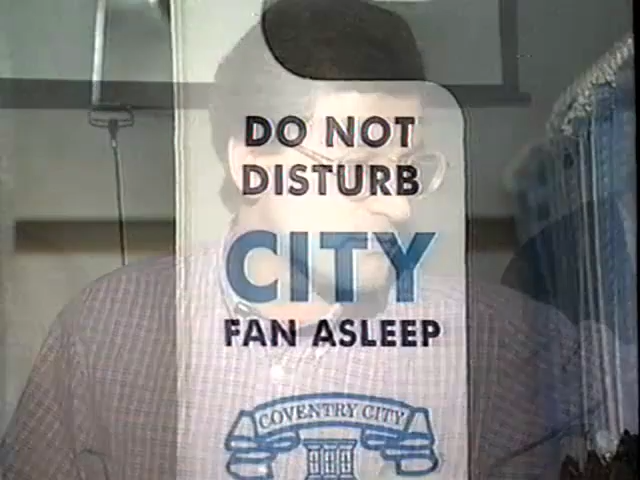 DO NOT
DISTURB
CITY
FAN ASLEEP
COVENTRY CITY